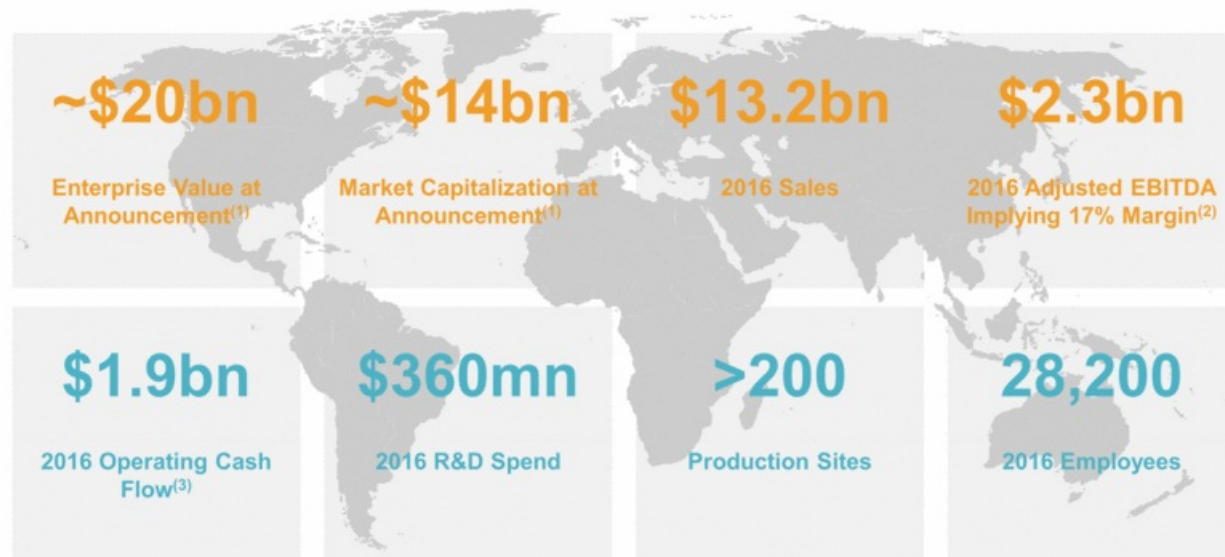 ~$20bn
Enterprise Value at
Announcement(1)
~$14bn
Market Capitalization at
Announcement(1)
$13.2bn
2016 Sales
$2.3bn
2016 Adjusted EBITDA
Implying 17% Margin(2)
$1.9bn
2016 Operating Cash
Flow(3)
$360mn
2016 R&D Spend
>200
Production Sites
28,200
2016 Employees